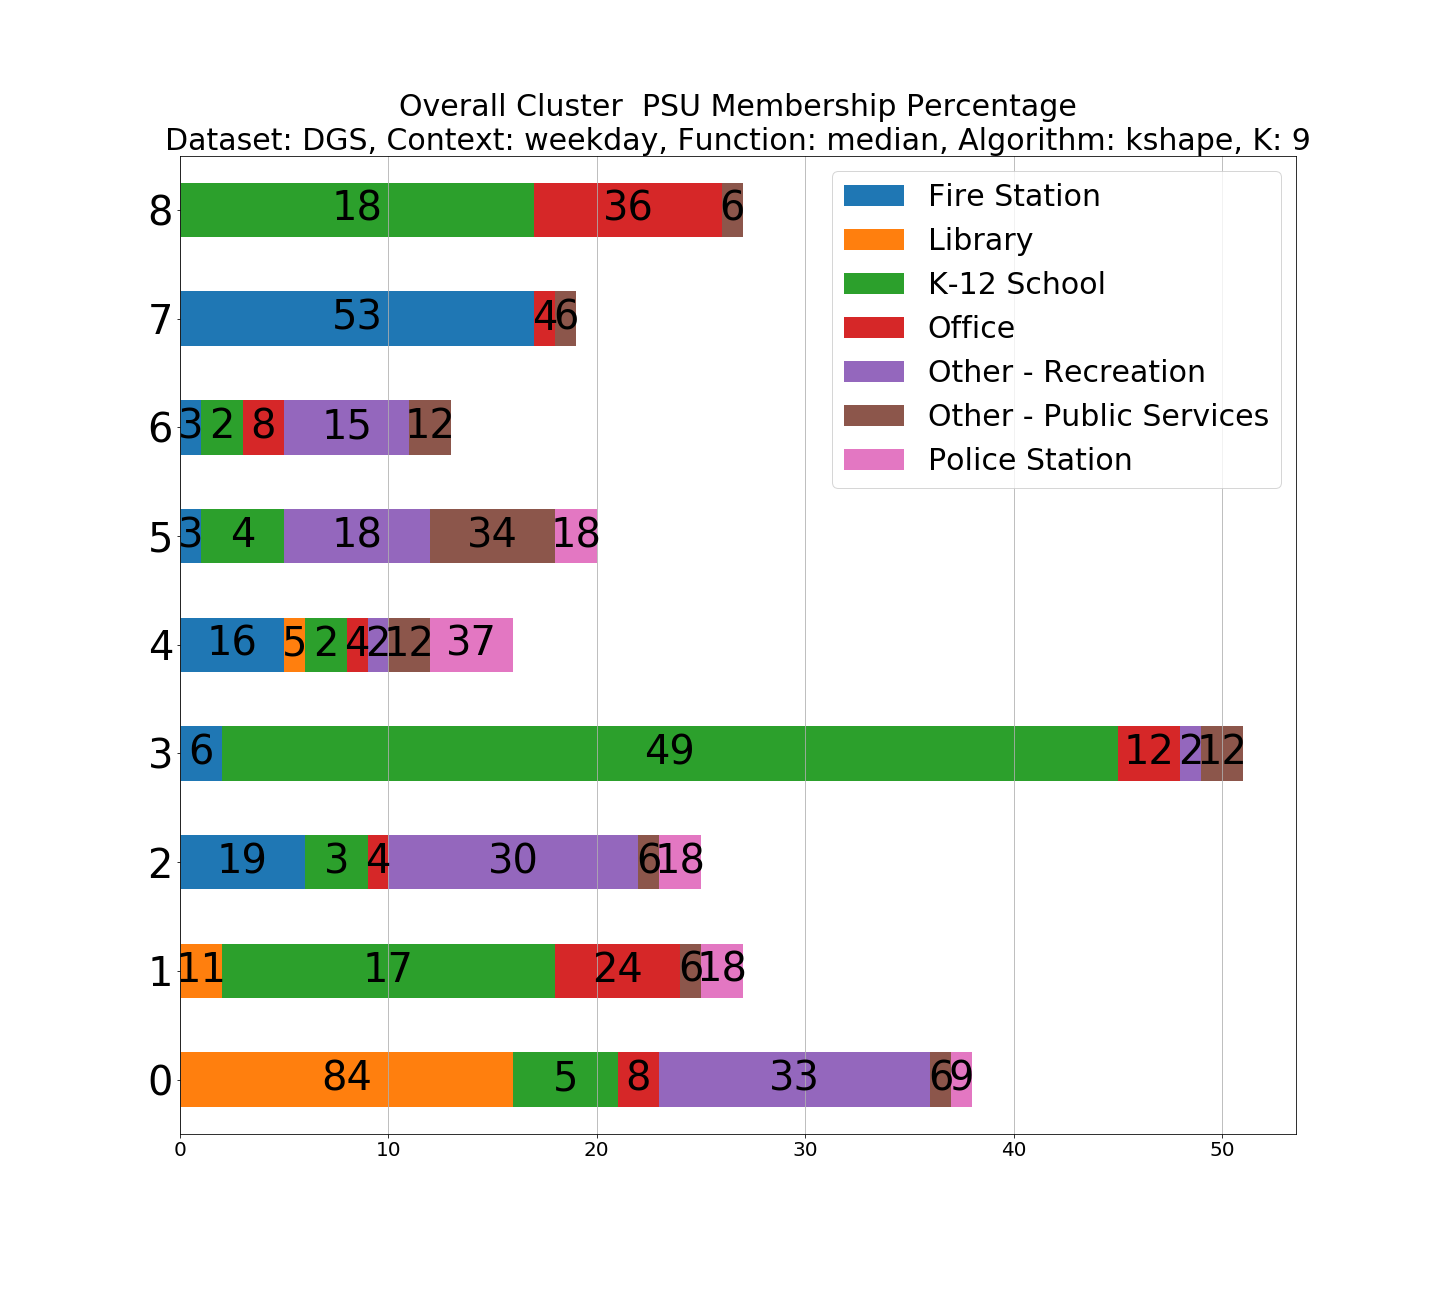 Overall Cluster  PSU Membership Percentage
Dataset: DGS, Context: weekday, Function: median, Algorithm: kshape, K: 9
Fire Station
Library
K-12 School
Office
Other - Recreation
Other - Public Services
Police Station
8 18 36 6
7 53 4 6
6 3 2 8 15 12
5 3 4 18 34 18
4 16 5 2 4 2 12 37
3 6 49 12 2 12
2 19 3 4 30 6 18
1 11 17 24 6 18
0 84 5 8 33 6 9
0 10 20 30 40 50